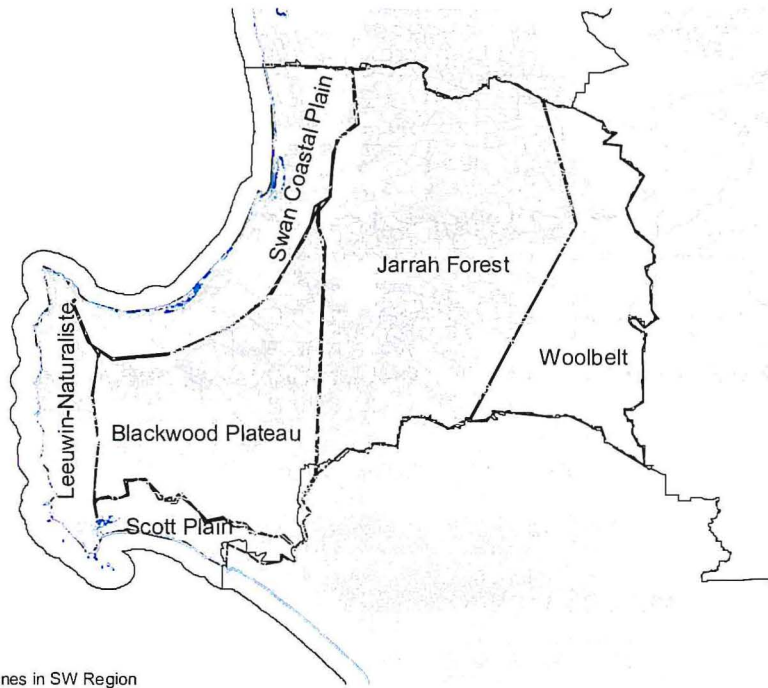 Swan Coastal Plain
Jarrah Forest
Woolbelt
Leeuwin-Naturaliste
Blackwood Plateau
Scott Plain
nes in SW Region